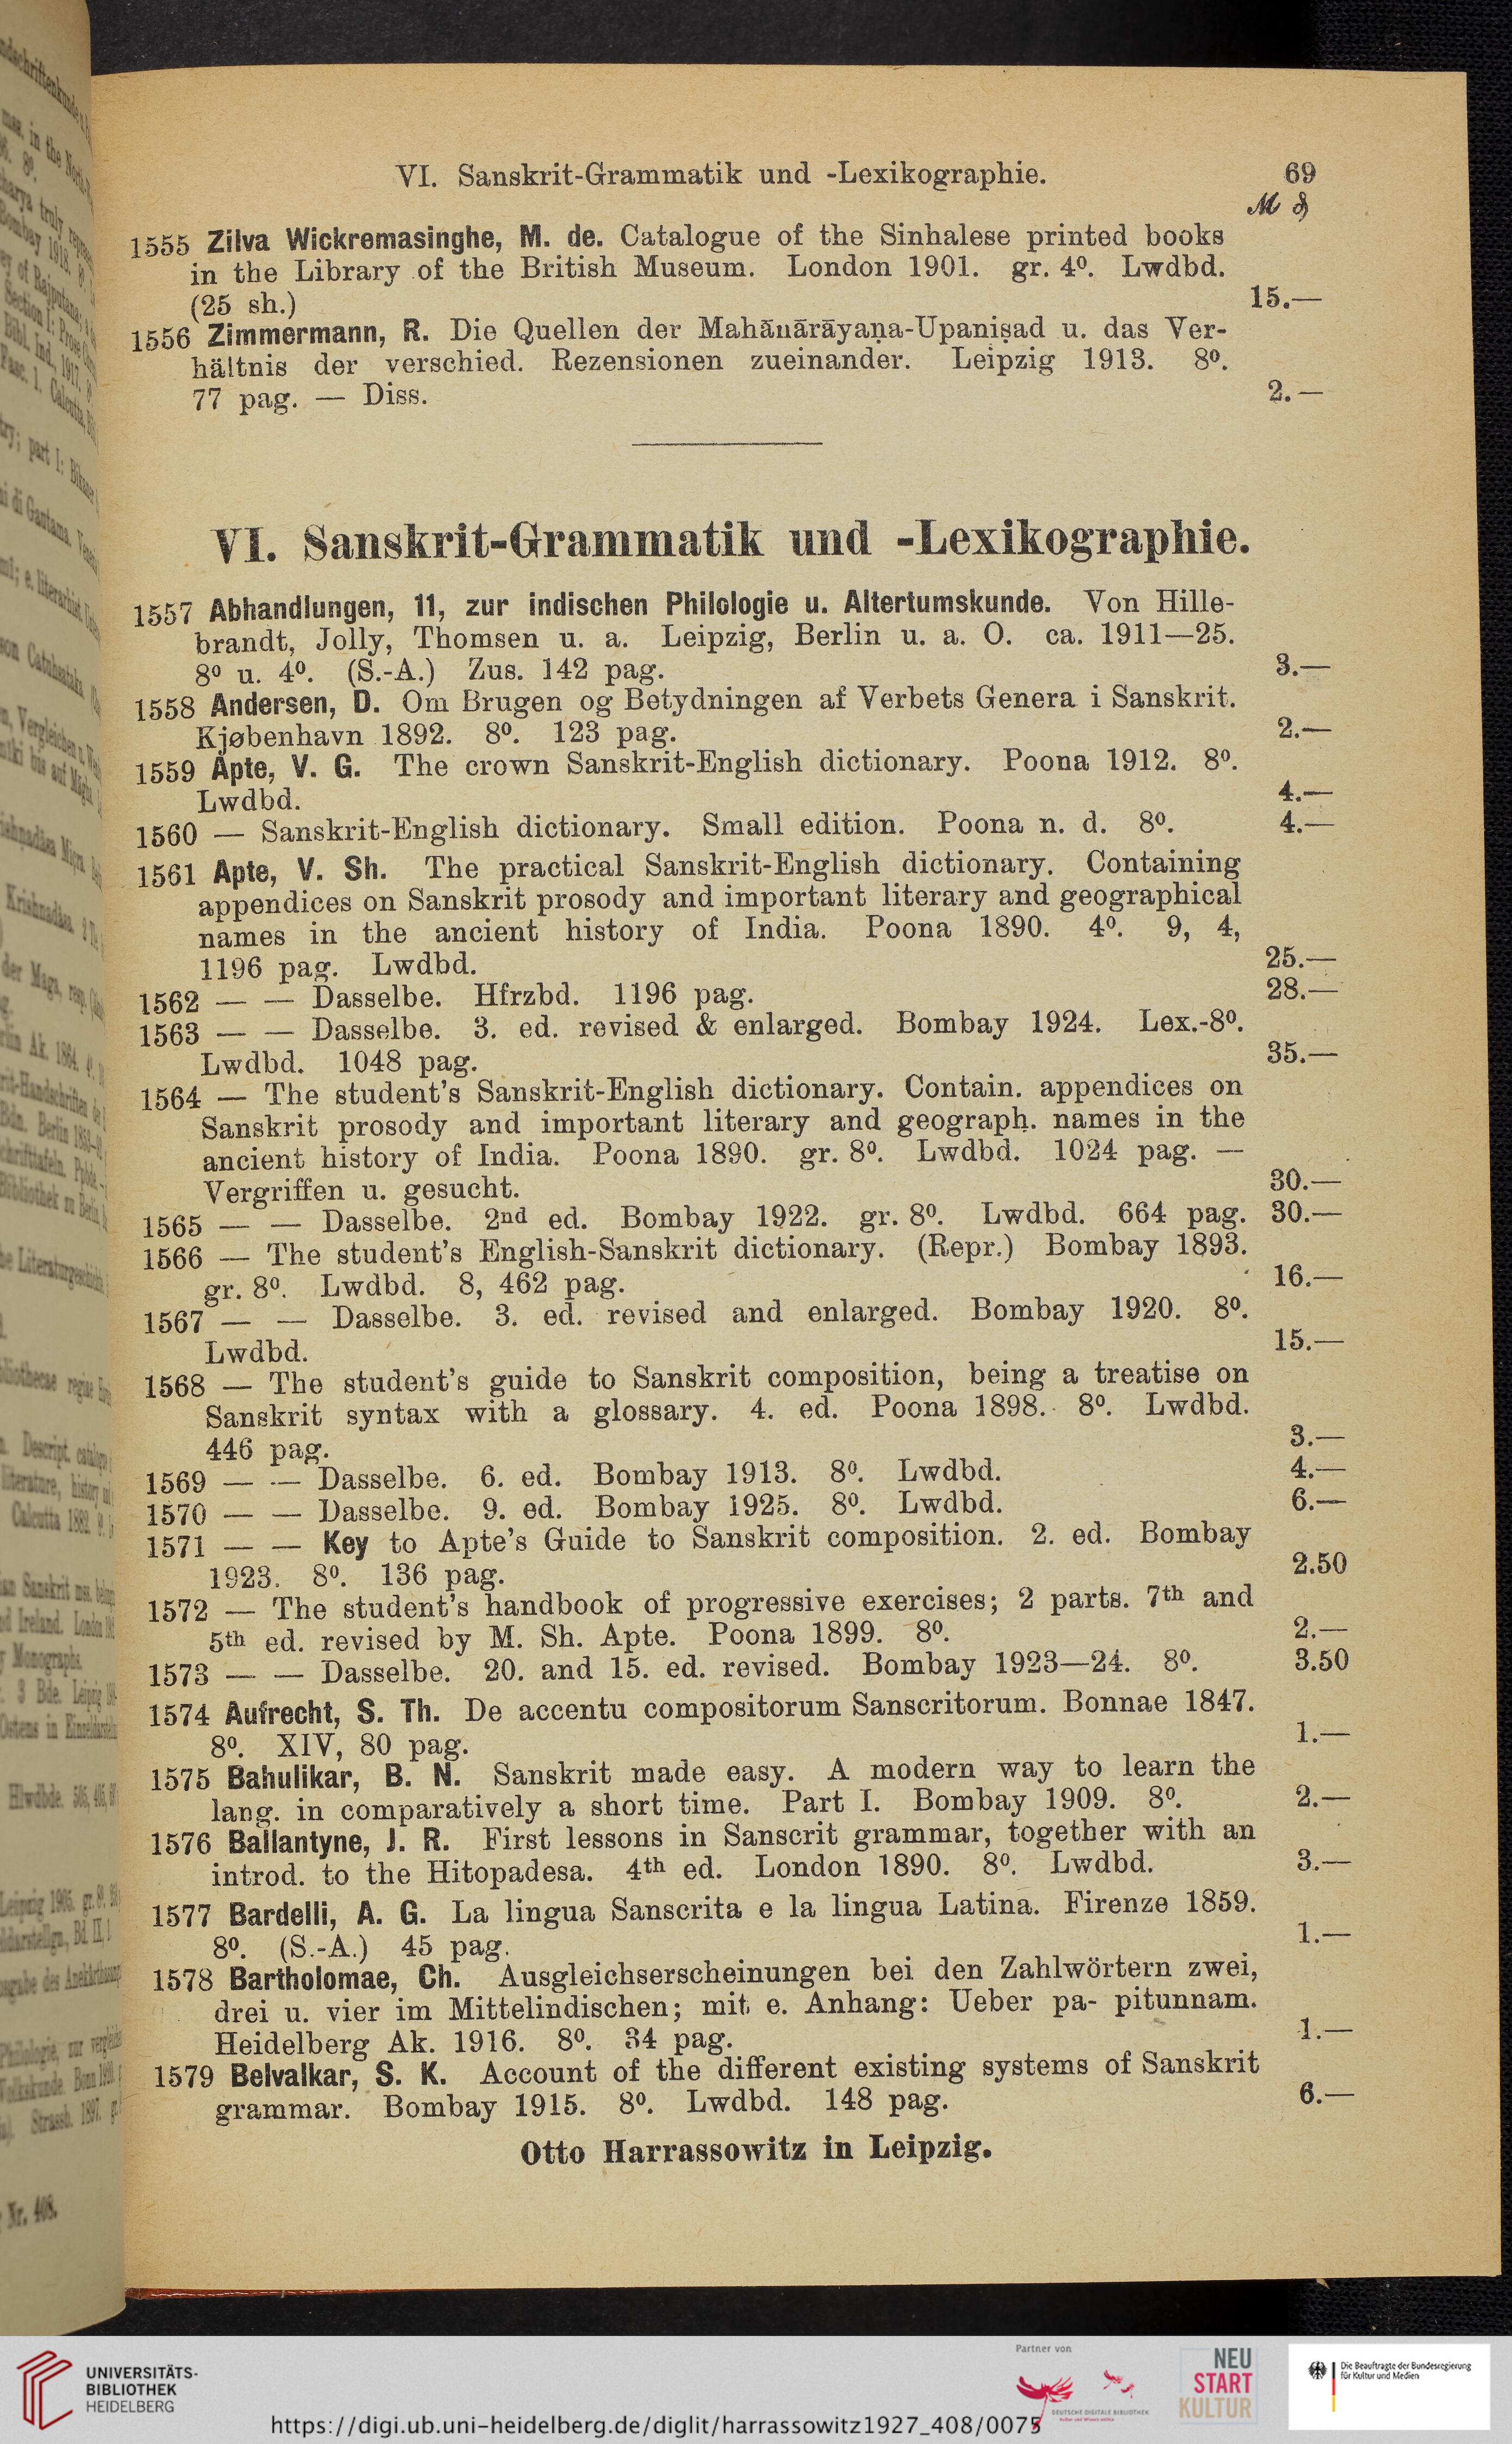 VI. Sanskrit-Grammatik und -Lexikographie. 69
ℳ ₰
1555 Zilva Wickremasinghe, M. de. Catalogue of the Sinhalese printed books
in the Library of the British Museum. London 1901. gr. 4⁰. Lwdbd.
(25 sh.) 15.—
1556 Zimmermann, R. Die Quellen der Mahānārāyaṇa-Upaniṣad u. das Ver-
hältnis der verschied. Rezensionen zueinander. Leipzig 1913. 8⁰.
77 pag. — Diss. 2.—
VI. Sanskrit-Grammatik und -Lexikographie.
1557 Abhandlungen, 11, zur indischen Philologie u. Altertumskunde. Von Hille-
brandt, Jolly, Thomsen u. a. Leipzig, Berlin u. a. O. ca. 1911—25.
8⁰ u. 4⁰. (S.-A.) Zus. 142 pag. 3.—
1558 Andersen, D. Om Brugen og Betydningen af Verbets Genera i Sanskrit.
Kjøbenhavn 1892. 8⁰. 123 pag. 2.—
1559 Āpte, V. G. The crown Sanskrit-English dictionary. Poona 1912. 8⁰.
Lwdbd. 4.—
1560 — Sanskrit-English dictionary. Small edition. Poona n. d. 8⁰. 4.—
1561 Apte, V. Sh. The practical Sanskrit-English dictionary. Containing
appendices on Sanskrit prosody and important literary and geographical
names in the ancient history of India. Poona 1890. 4⁰. 9, 4,
1196 pag. Lwdbd. 25.—
1562 — — Dasselbe. Hfrzbd. 1196 pag. 28.—
1563 — — Dasselbe. 3. ed. revised & enlarged. Bombay 1924. Lex.-8⁰.
Lwdbd. 1048 pag. 35.—
1564 — The student's Sanskrit-English dictionary. Contain. appendices on
Sanskrit prosody and important literary and geograph. names in the
ancient history of India. Poona 1890. gr. 8⁰. Lwdbd. 1024 pag. —
Vergriffen u. gesucht. 30.—
1565 — — Dasselbe. 2nd ed. Bombay 1922. gr. 8⁰. Lwdbd. 664 pag. 30.—
1566 — The student's English-Sanskrit dictionary. (Repr.) Bombay 1893.
gr. 8⁰. Lwdbd. 8, 462 pag. 16.—
1567 — — Dasselbe. 3. ed. revised and enlarged. Bombay 1920. 8⁰.
Lwdbd. 15.—
1568 — The student's guide to Sanskrit composition, being a treatise on
Sanskrit syntax with a glossary. 4. ed. Poona 1898. 8⁰. Lwdbd.
446 pag. 3.—
1569 — — Dasselbe. 6. ed. Bombay 1913. 8⁰. Lwdbd. 4.—
1570 — — Dasselbe. 9. ed. Bombay 1925. 8⁰. Lwdbd. 6.—
1571 — — Key to Apte's Guide to Sanskrit composition. 2. ed. Bombay
1923. 8⁰. 136 pag. 2.50
1572 — The student's handbook of progressive exercises; 2 parts. 7th and
5th ed. revised by M. Sh. Apte. Poona 1899. 8⁰. 2.—
1573 — — Dasselbe. 20. and 15. ed. revised. Bombay 1923—24. 8⁰. 3.50
1574 Aufrecht, S. Th. De accentu compositorum Sanscritorum. Bonnae 1847.
8⁰. XIV, 80 pag. 1.—
1575 Bahulikar, B. N. Sanskrit made easy. A modern way to learn the
lang. in comparatively a short time. Part I. Bombay 1909. 8⁰. 2.—
1576 Ballantyne, J. R. First lessons in Sanscrit grammar, together with an
introd. to the Hitopadesa. 4th ed. London 1890. 8⁰. Lwdbd. 3.—
1577 Bardelli, A. G. La lingua Sanscrita e la lingua Latina. Firenze 1859.
8⁰. (S.-A.) 45 pag. 1.—
1578 Bartholomae, Ch. Ausgleichserscheinungen bei den Zahlwörtern zwei,
drei u. vier im Mittelindischen; mit e. Anhang: Ueber pa- pitunnam.
Heidelberg Ak. 1916. 8⁰. 34 pag. 1.—
1579 Belvalkar, S. K. Account of the different existing systems of Sanskrit
grammar. Bombay 1915. 8⁰. Lwdbd. 148 pag. 6.—
Otto Harrassowitz in Leipzig.
Nr. 408.
UNIVERSITÄTS-
BIBLIOTHEK
HEIDELBERG
https://digi.ub.uni-heidelberg.de/diglit/harrassowitz1927_408/0075
Partner von
DEUTSCHE DIGITALE BIBLIOTHEK
Kultur und Wissen online
NEU
START
KULTUR
Die Beauftragte der Bundesregierung
für Kultur und Medien